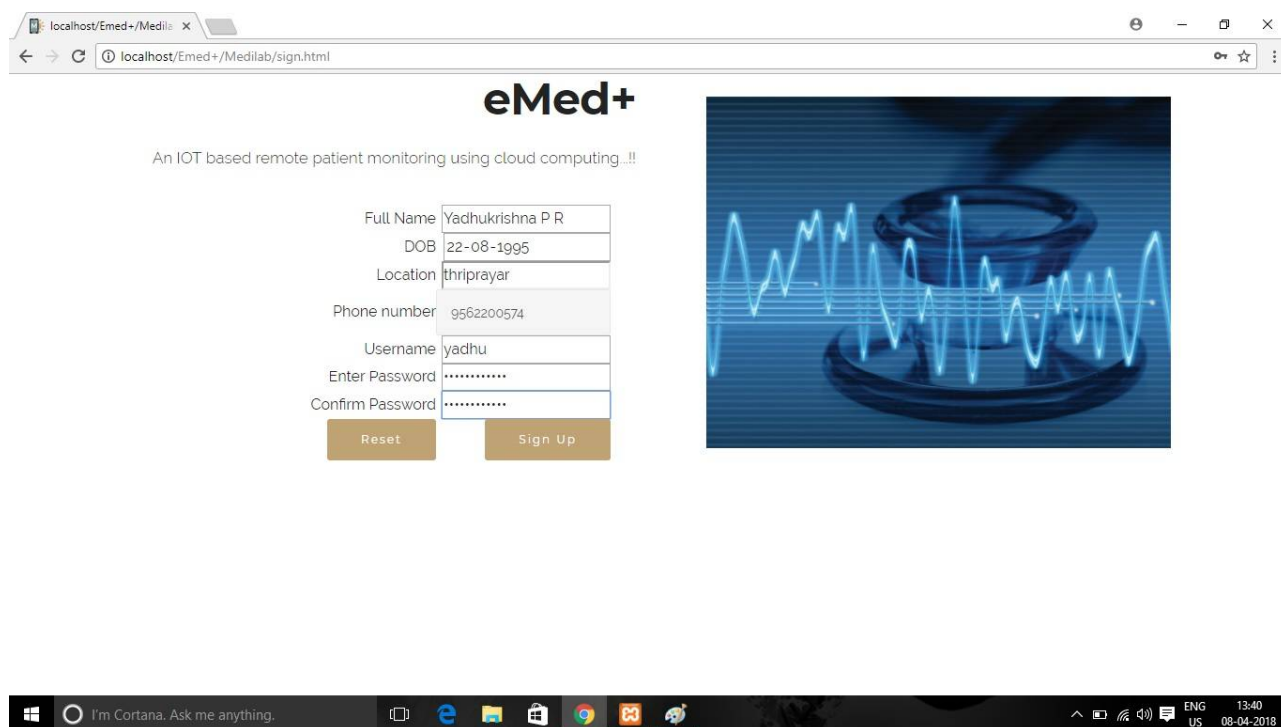 localhost/Emed+/Medila
localhost/Emed+/Medilab/sign.html
eMed+
An IOT based remote patient monitoring using cloud computing...!!
Full Name Yadhukrishna P R
DOB 22-08-1995
Location thriprayar
Phone number 9562200574
Username yadhu
Enter Password ••••••••••••
Confirm Password ••••••••••••
Reset Sign Up
I'm Cortana. Ask me anything.
ENG 13:40
US 08-04-2018